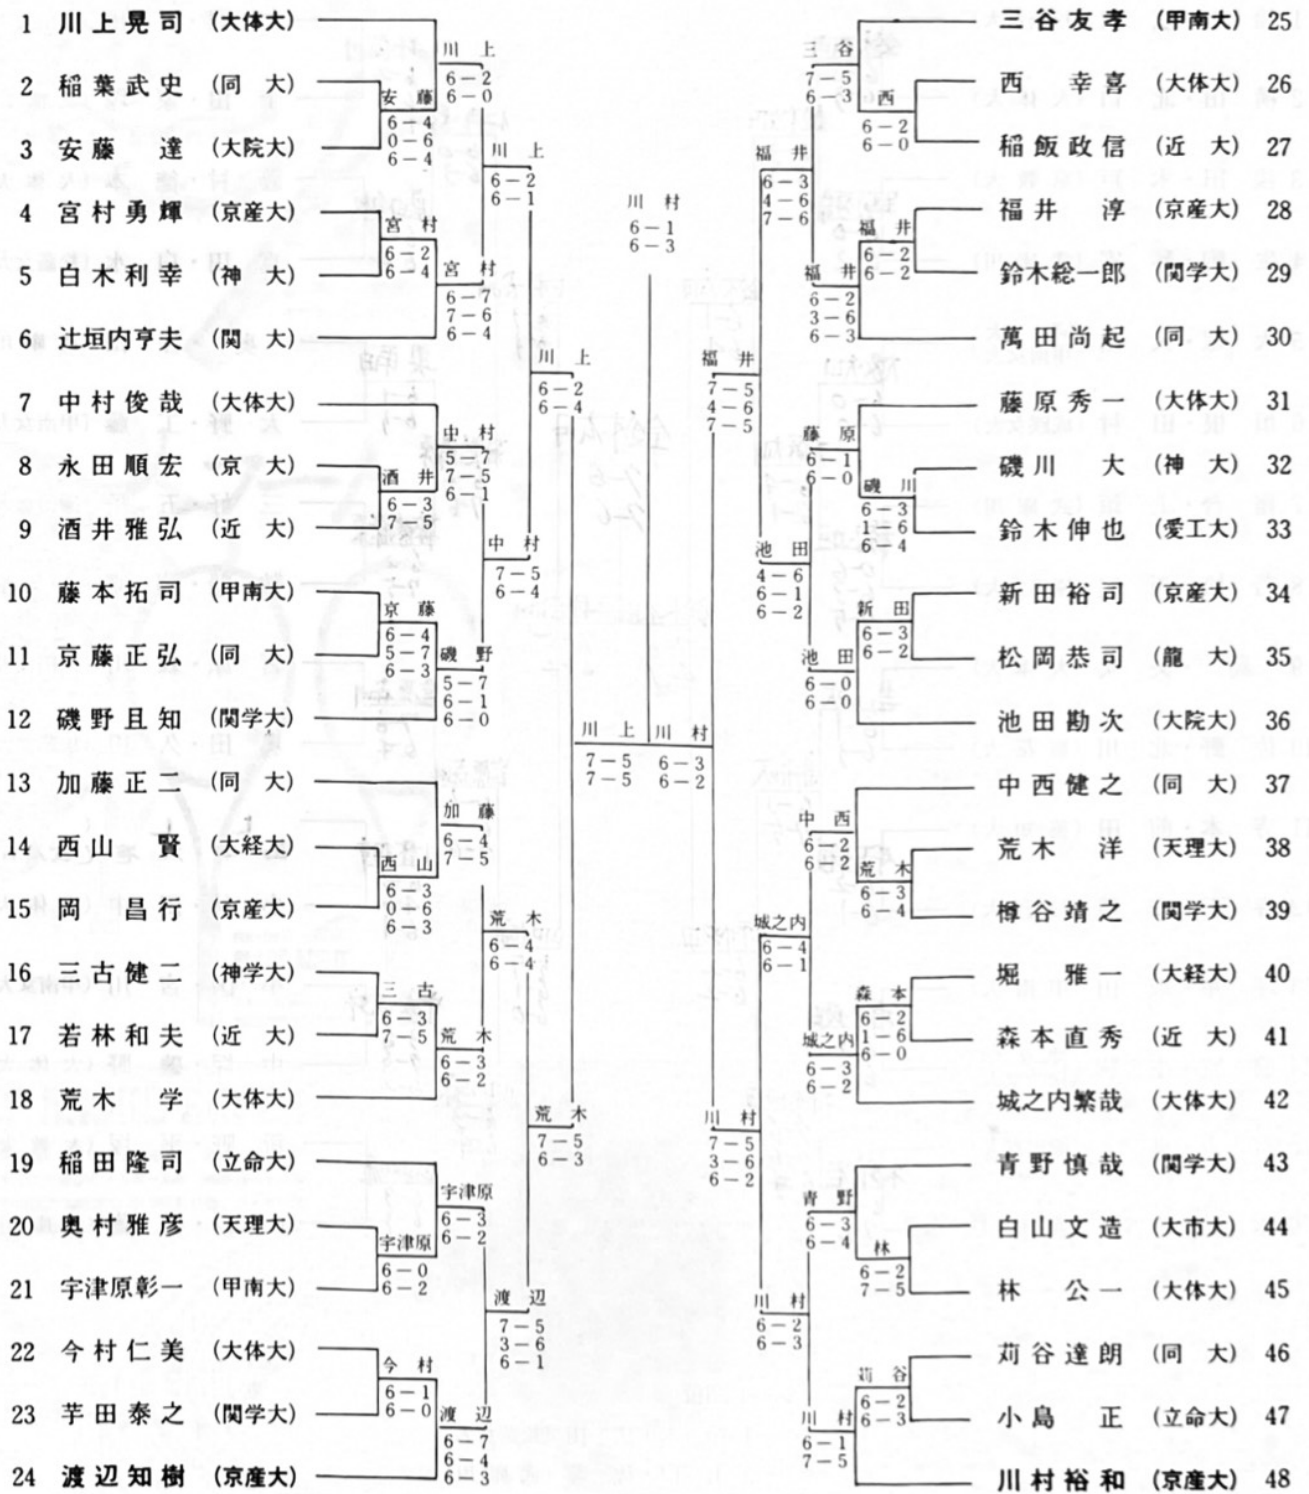 1 川上晃司 (大体大)
2 稲葉武史 (同 大)
3 安藤 達 (大院大)
4 宮村勇輝 (京産大)
5 白木利幸 (神 大)
6 辻垣内亨夫 (関 大)
7 中村俊哉 (大体大)
8 永田順宏 (京 大)
9 酒井雅弘 (近 大)
10 藤本拓司 (甲南大)
11 京藤正弘 (同 大)
12 磯野且知 (関学大)
13 加藤正二 (同 大)
14 西山 賢 (大経大)
15 岡 昌行 (京産大)
16 三古健二 (神学大)
17 若林和夫 (近 大)
18 荒木 学 (大体大)
19 稲田隆司 (立命大)
20 奥村雅彦 (天理大)
21 宇津原彰一 (甲南大)
22 今村仁美 (大体大)
23 芋田泰之 (関学大)
24 渡辺知樹 (京産大)
安藤
6-4
0-6
6-4
宮村
6-2
6-4
酒井
6-3
7-5
京藤
6-4
5-7
6-3
西山
6-3
0-6
6-3
三古
6-3
7-5
宇津原
6-0
6-2
今村
6-1
6-0
川上
6-2
6-0
宮村
6-7
7-6
6-4
中村
5-7
7-5
6-1
磯野
5-7
6-1
6-0
加藤
6-4
7-5
荒木
6-3
6-2
宇津原
6-3
6-2
渡辺
6-7
6-4
6-3
川上
6-2
6-1
中村
7-5
6-4
荒木
6-4
6-4
渡辺
7-5
3-6
6-1
川上
6-2
6-4
荒木
7-5
6-3
川上
7-5
7-5
川村
6-1
6-3
川村
6-3
6-2
福井
7-5
4-6
7-5
川村
7-5
3-6
6-2
福井
6-3
4-6
7-6
池田
4-6
6-1
6-2
城之内
6-4
6-1
川村
6-2
6-3
三谷
7-5
6-3
福井
6-2
3-6
6-3
藤原
6-1
6-0
池田
6-0
6-0
中西
6-2
6-2
城之内
6-3
6-2
青野
6-3
6-4
川村
6-1
7-5
西
6-2
6-0
福井
6-2
6-2
磯川
6-3
1-6
6-4
新田
6-3
6-2
荒木
6-3
6-4
森本
6-2
1-6
6-0
林
6-2
7-5
苅谷
6-2
6-3
三谷友孝 (甲南大) 25
西 幸喜 (大体大) 26
稲飯政信 (近 大) 27
福井 淳 (京産大) 28
鈴木総一郎 (関学大) 29
萬田尚起 (同 大) 30
藤原秀一 (大体大) 31
磯川 大 (神 大) 32
鈴木伸也 (愛工大) 33
新田裕司 (京産大) 34
松岡恭司 (龍 大) 35
池田勘次 (大院大) 36
中西健之 (同 大) 37
荒木 洋 (天理大) 38
樽谷靖之 (関学大) 39
堀 雅一 (大経大) 40
森本直秀 (近 大) 41
城之内繁哉 (大体大) 42
青野慎哉 (関学大) 43
白山文造 (大市大) 44
林 公一 (大体大) 45
苅谷達朗 (同 大) 46
小島 正 (立命大) 47
川村裕和 (京産大) 48